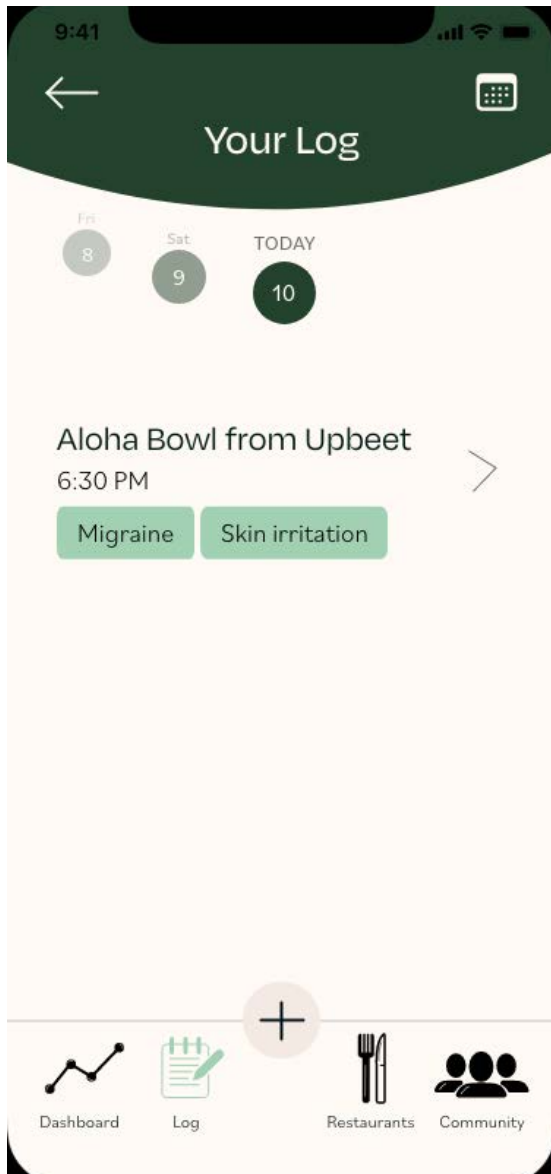 9:41
Your Log
Fri
Sat
TODAY
8
9
10
Aloha Bowl from Upbeet
6:30 PM
Migraine
Skin irritation
Dashboard
Log
Restaurants
Community